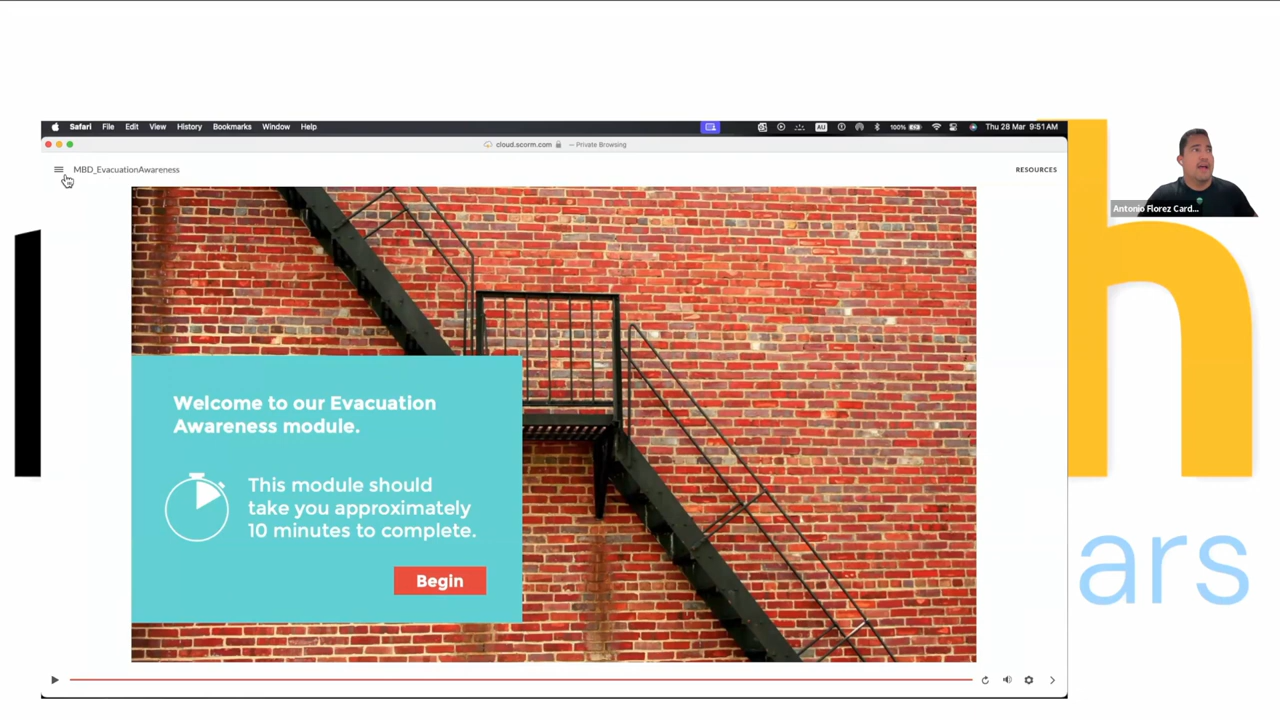 Safari File Edit View History Bookmarks Window Help
AU 100% Thu 28 Mar 9:51 AM
cloud.scorm.com — Private Browsing
MBD_EvacuationAwareness
RESOURCES
Antonio Florez Card...
Welcome to our Evacuation
Awareness module.
This module should
take you approximately
10 minutes to complete.
Begin
h
ars